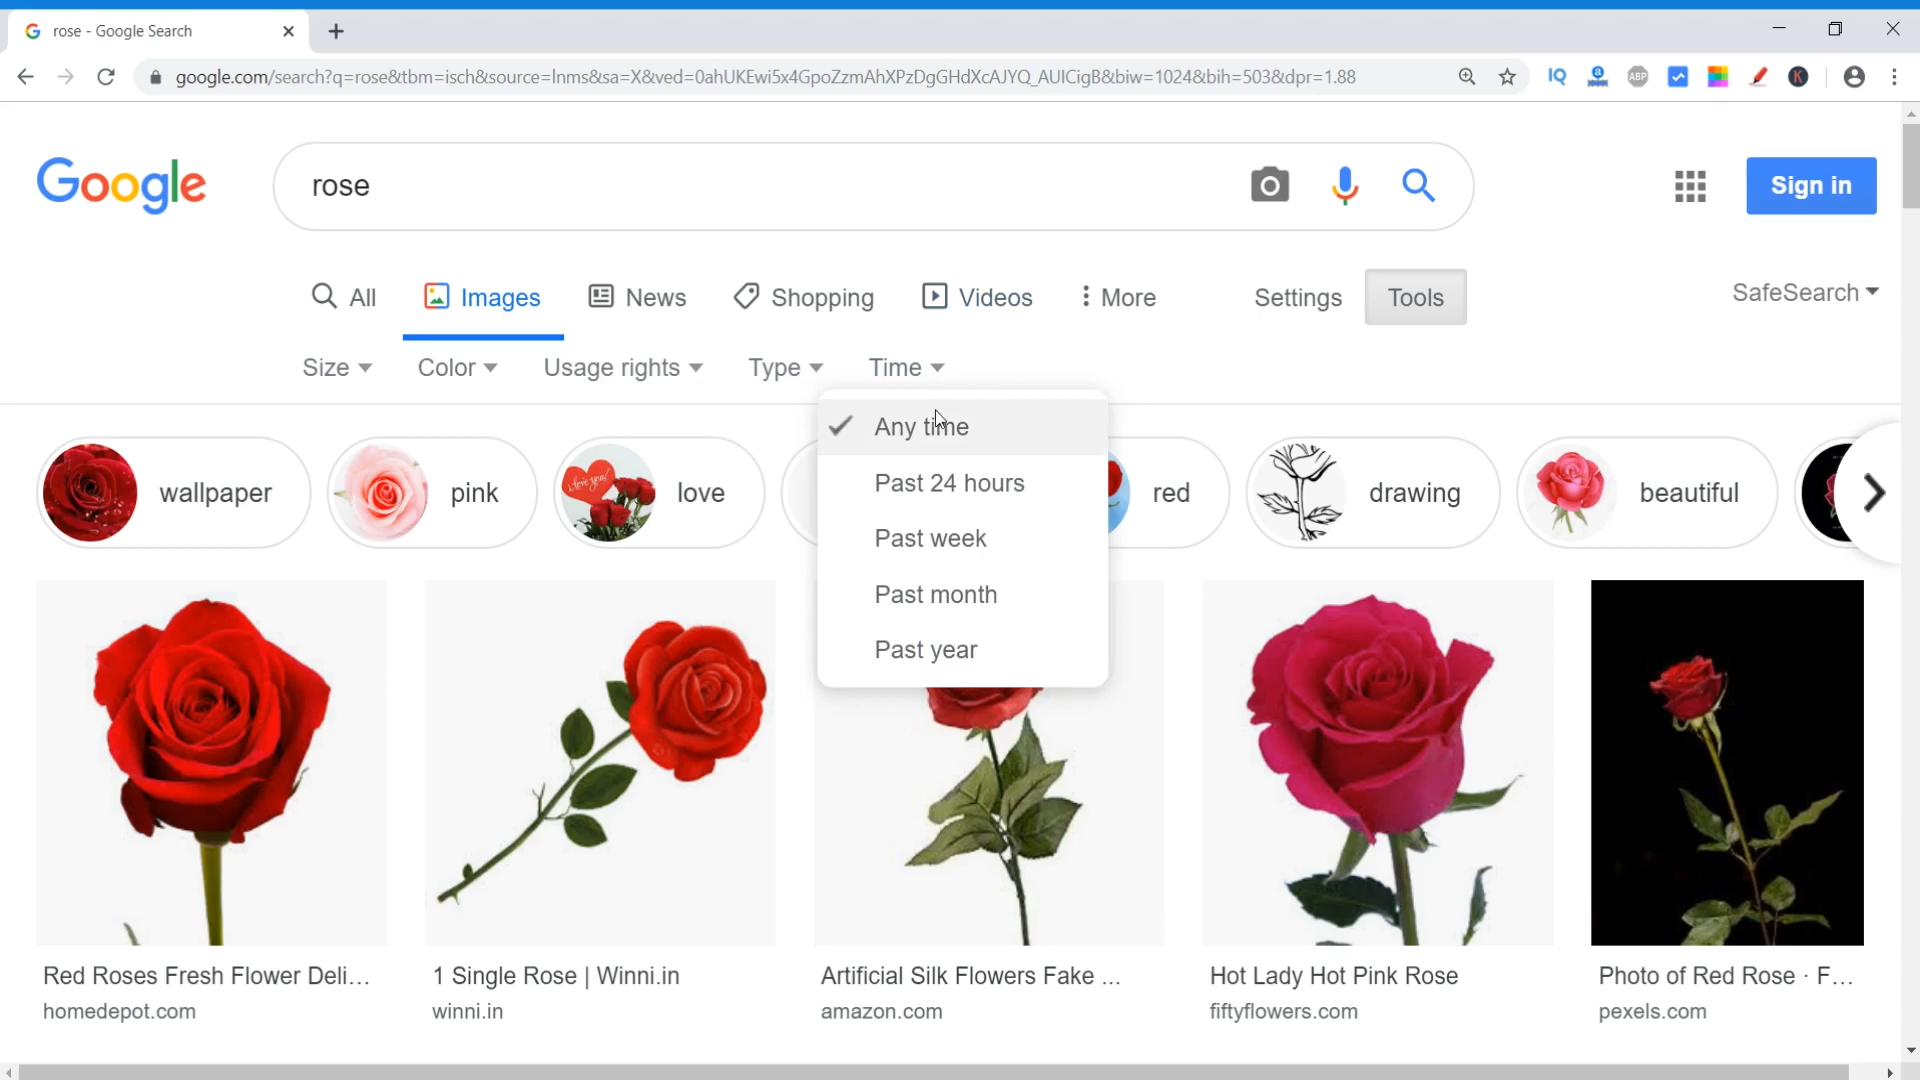 rose - Google Search
google.com/search?q=rose&tbm=isch&source=lnms&sa=X&ved=0ahUKEwi5x4GpoZzmAhXPzDgGHdXcAJYQ_AUICigB&biw=1024&bih=503&dpr=1.88
IQ
a
ABP
K
Google
rose
Sign in
All
Images
News
Shopping
Videos
More
Settings
Tools
SafeSearch
Size
Color
Usage rights
Type
Time
Any time
Past 24 hours
Past week
Past month
Past year
wallpaper
pink
love
red
drawing
beautiful
Red Roses Fresh Flower Deli...
homedepot.com
1 Single Rose | Winni.in
winni.in
Artificial Silk Flowers Fake ...
amazon.com
Hot Lady Hot Pink Rose
fiftyflowers.com
Photo of Red Rose · F...
pexels.com